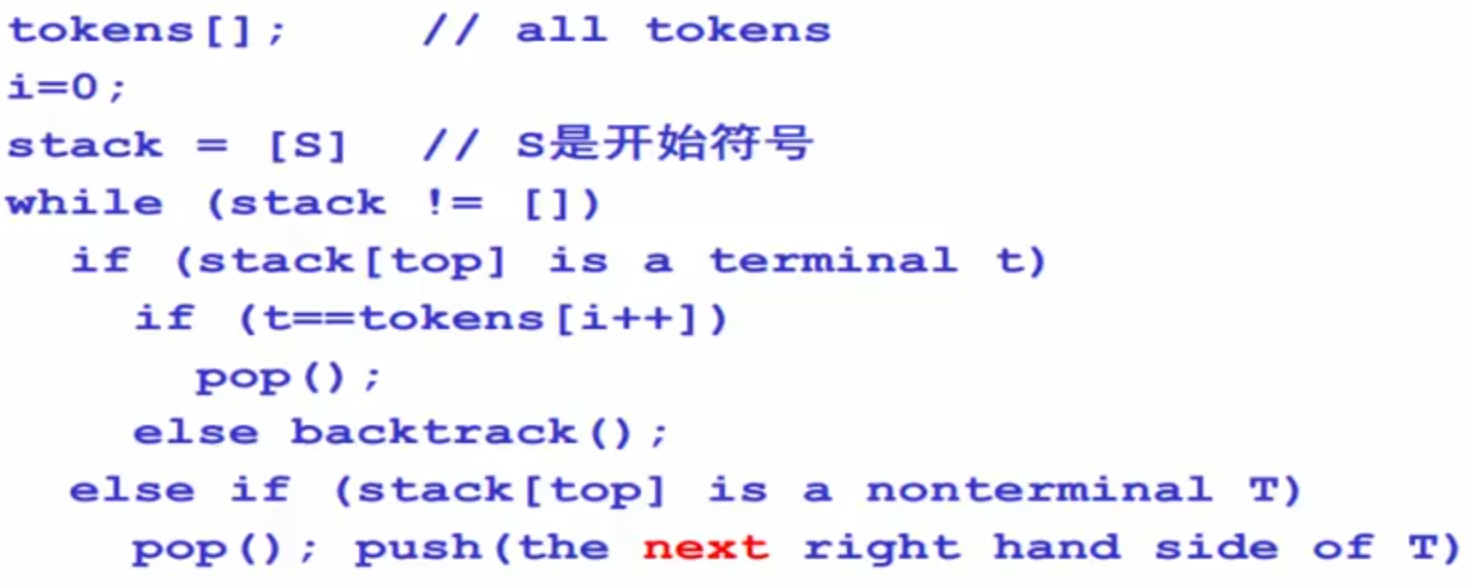 tokens[];    // all tokens
i=0;
stack = [S]  // S是开始符号
while (stack != [])
  if (stack[top] is a terminal t)
    if (t==tokens[i++])
      pop();
    else backtrack();
  else if (stack[top] is a nonterminal T)
    pop(); push(the next right hand side of T)